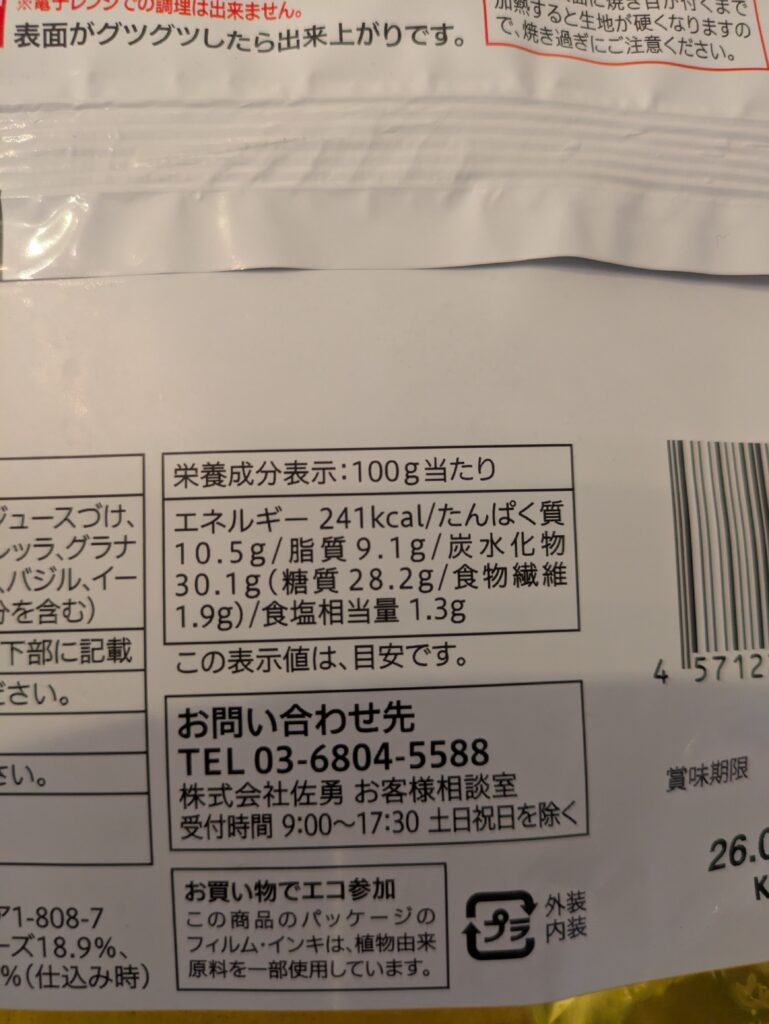 ※電子レンジでの調理は出来ません。
表面がグツグツしたら出来上がりです。
加熱すると生地が硬くなりますの
で、焼き過ぎにご注意ください。
ジュースづけ、
レッラ、グラナ
、バジル、イー
分を含む)
下部に記載
ださい。
さい。
栄養成分表示:100g当たり
エネルギー 241kcal/たんぱく質
10.5g/脂質 9.1g/炭水化物
30.1g(糖質 28.2g/食物繊維
1.9g)/食塩相当量 1.3g
この表示値は、目安です。
お問い合わせ先
TEL 03-6804-5588
株式会社佐勇 お客様相談室
受付時間 9:00〜17:30 土日祝日を除く
お買い物でエコ参加
この商品のパッケージの
フィルム・インキは、植物由来
原料を一部使用しています。
プラ
外装
内装
ア1-808-7
ーズ18.9%、
%(仕込み時)
4 57127
賞味期限
26.0
K